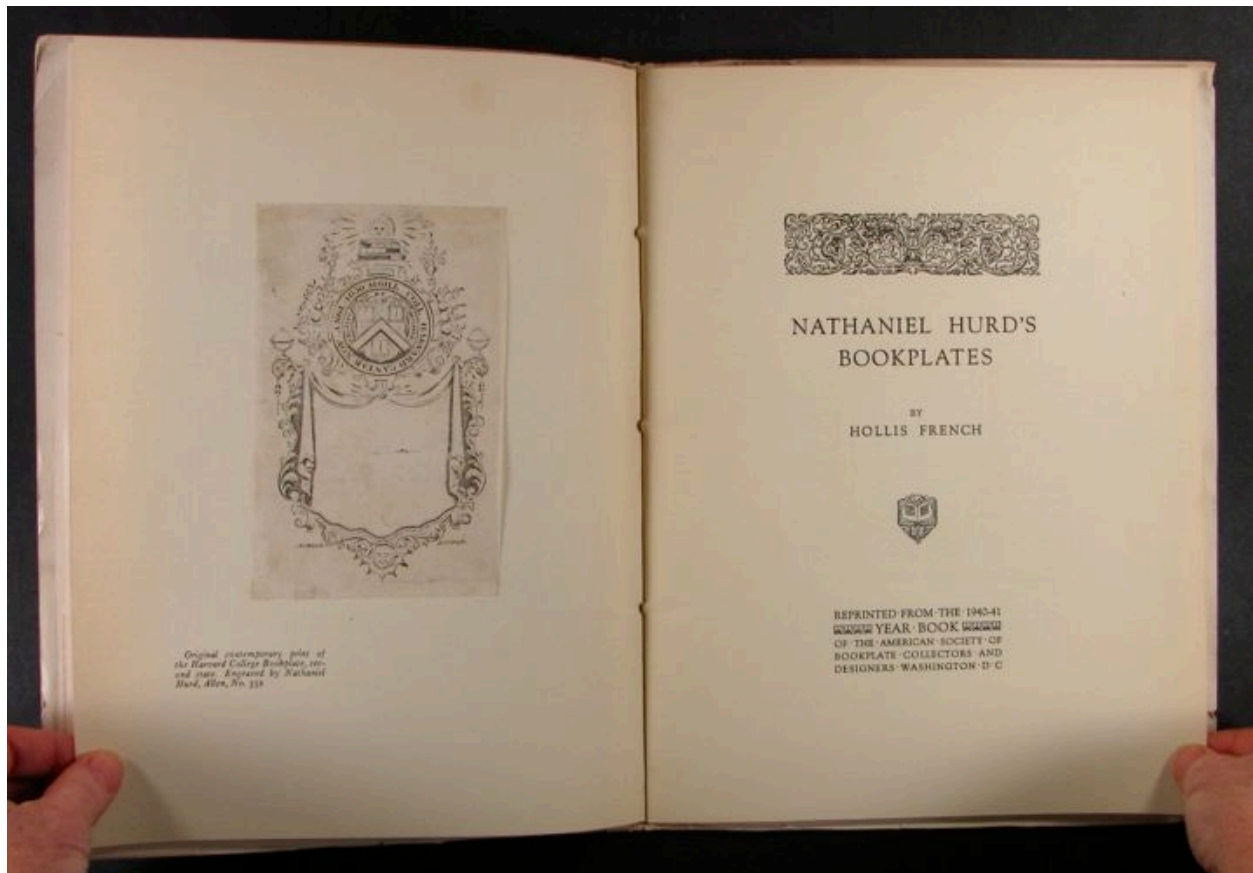 Original contemporary print of
the Harvard College Bookplate, sec-
ond state. Engraved by Nathaniel
Hurd, Allen, No. 352
NATHANIEL HURD'S
BOOKPLATES
BY
HOLLIS FRENCH
REPRINTED·FROM·THE·1940-41
YEAR·BOOK
OF·THE·AMERICAN·SOCIETY·OF
BOOKPLATE·COLLECTORS·AND
DESIGNERS·WASHINGTON·D·C